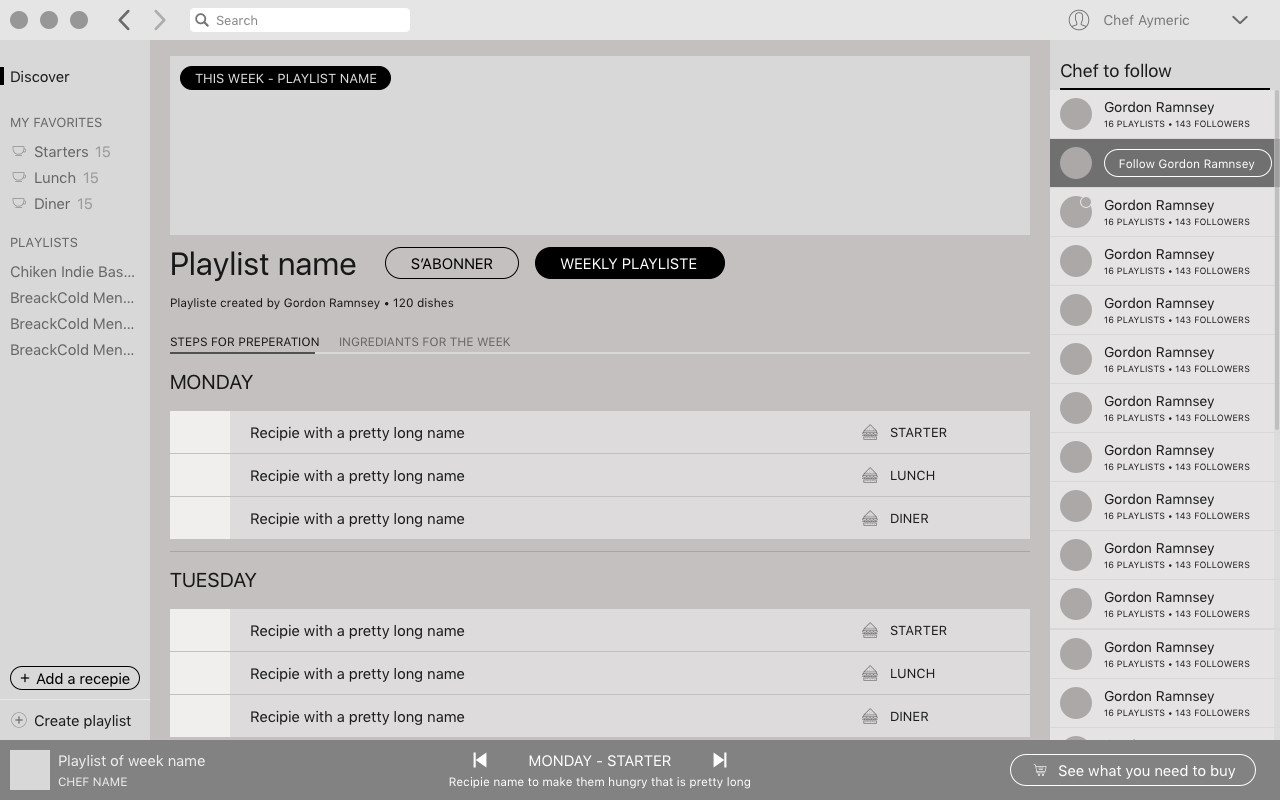 Search
Chef Aymeric
Discover
MY FAVORITES
Starters 15
Lunch 15
Diner 15
PLAYLISTS
Chiken Indie Bas...
BreackCold Men...
BreackCold Men...
BreackCold Men...
+ Add a recepie
Create playlist
THIS WEEK - PLAYLIST NAME
Playlist name
S'ABONNER
WEEKLY PLAYLISTE
Playliste created by Gordon Ramnsey • 120 dishes
STEPS FOR PREPERATION
INGREDIANTS FOR THE WEEK
MONDAY
Recipie with a pretty long name
STARTER
Recipie with a pretty long name
LUNCH
Recipie with a pretty long name
DINER
TUESDAY
Recipie with a pretty long name
STARTER
Recipie with a pretty long name
LUNCH
Recipie with a pretty long name
DINER
Chef to follow
Gordon Ramnsey
16 PLAYLISTS • 143 FOLLOWERS
Follow Gordon Ramnsey
Gordon Ramnsey
16 PLAYLISTS • 143 FOLLOWERS
Gordon Ramnsey
16 PLAYLISTS • 143 FOLLOWERS
Gordon Ramnsey
16 PLAYLISTS • 143 FOLLOWERS
Gordon Ramnsey
16 PLAYLISTS • 143 FOLLOWERS
Gordon Ramnsey
16 PLAYLISTS • 143 FOLLOWERS
Gordon Ramnsey
16 PLAYLISTS • 143 FOLLOWERS
Gordon Ramnsey
16 PLAYLISTS • 143 FOLLOWERS
Gordon Ramnsey
16 PLAYLISTS • 143 FOLLOWERS
Gordon Ramnsey
16 PLAYLISTS • 143 FOLLOWERS
Gordon Ramnsey
16 PLAYLISTS • 143 FOLLOWERS
Gordon Ramnsey
16 PLAYLISTS • 143 FOLLOWERS
Playlist of week name
CHEF NAME
MONDAY - STARTER
Recipie name to make them hungry that is pretty long
See what you need to buy